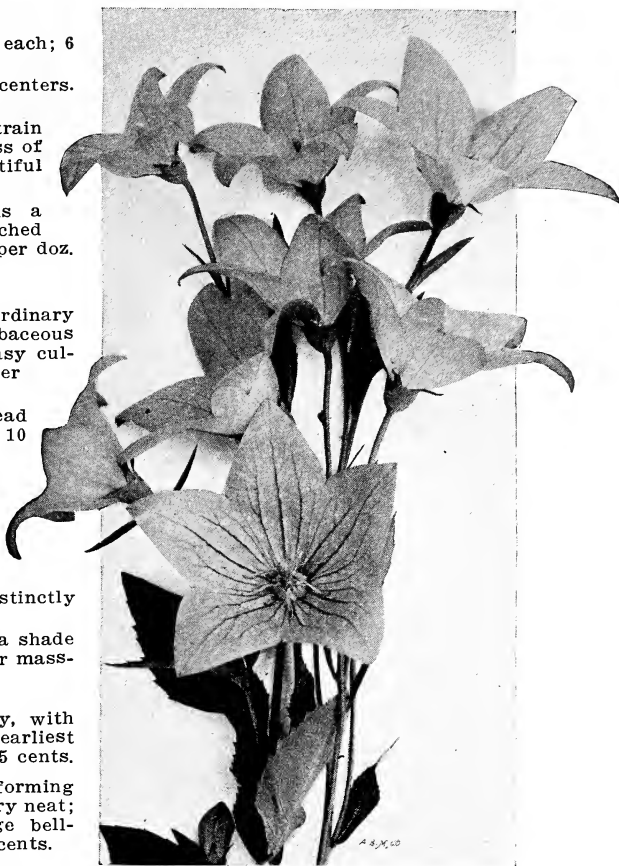 each; 6
centers.
train
ss of
tiful
s a
ched
per doz.
rdinary
baceous
asy cul-
er
ead
10
stinctly
a shade
r mass-
y, with
earliest
5 cents.
forming
ry neat;
ge bell-
cents.